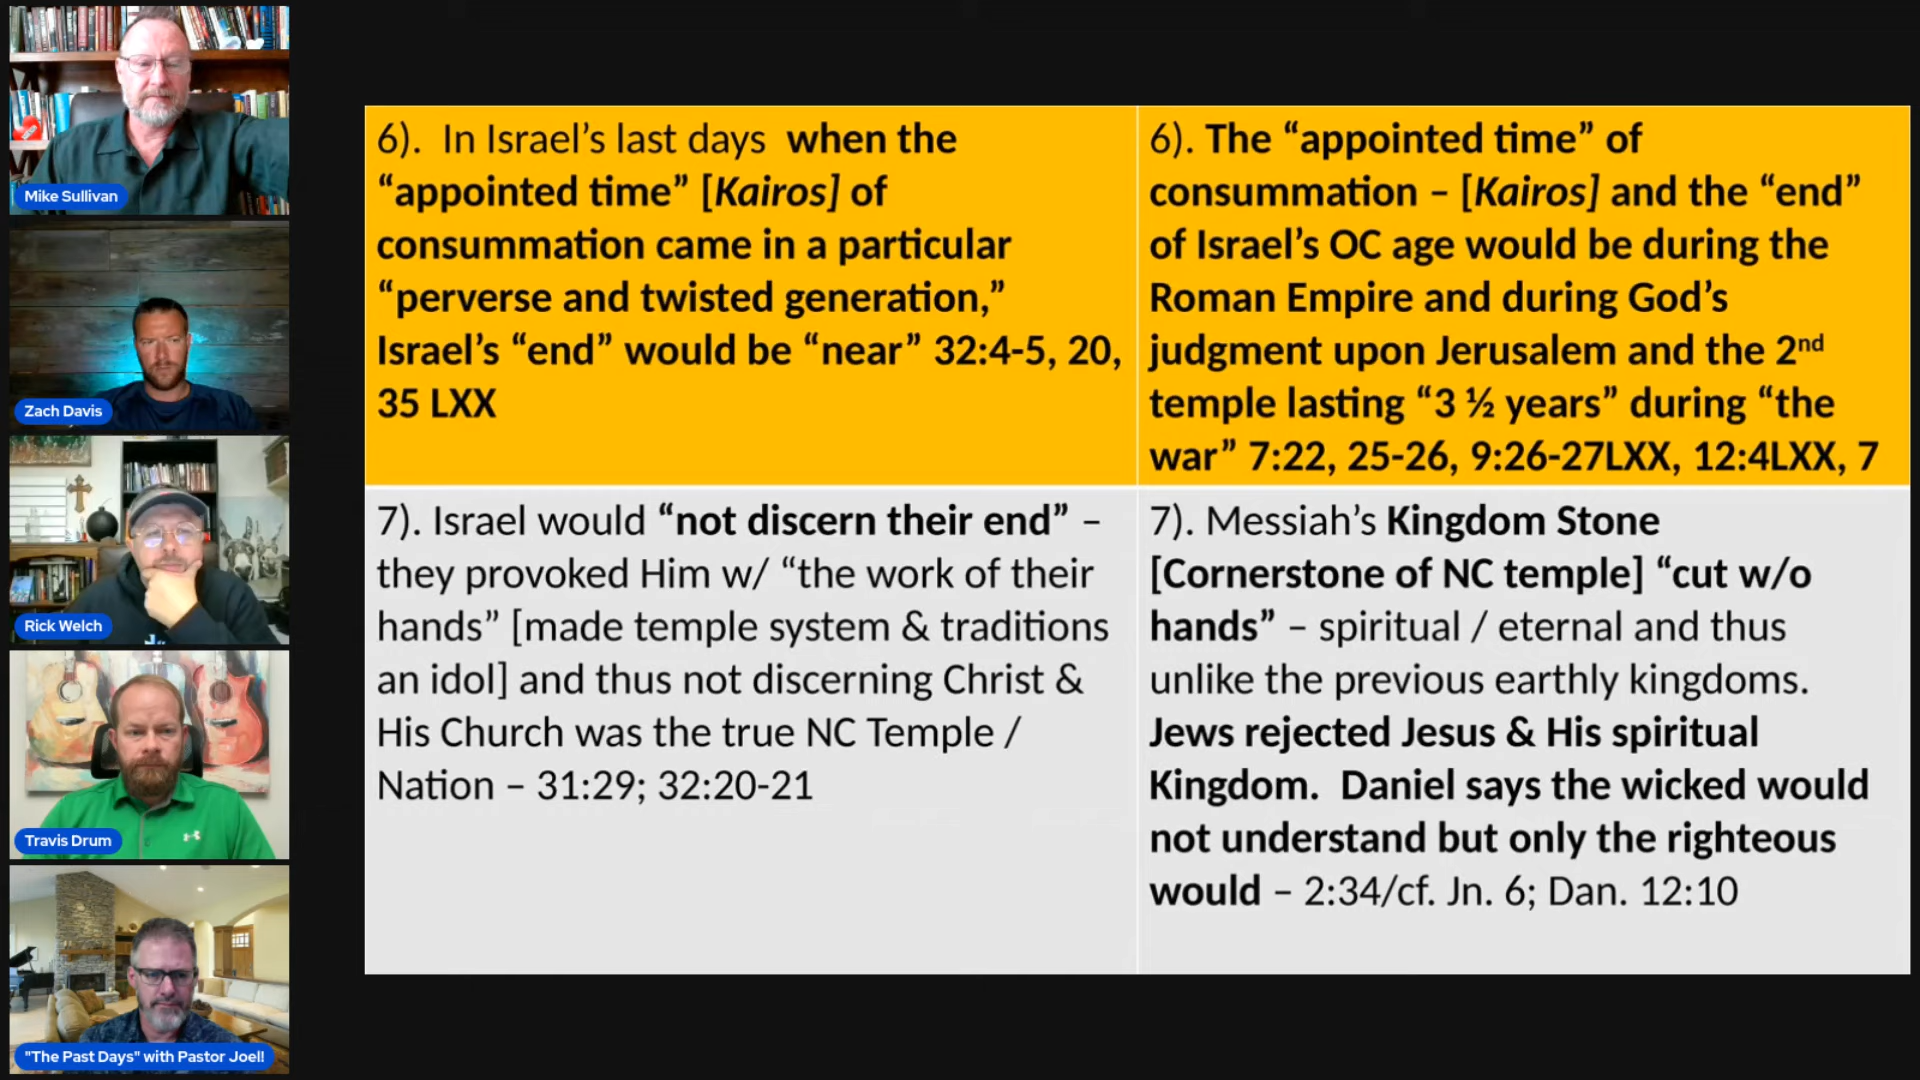 Mike Sullivan
Zach Davis
Rick Welch
Travis Drum
"The Past Days" with Pastor Joel!
6).  In Israel’s last days  when the
“appointed time” [Kairos] of
consummation came in a particular
“perverse and twisted generation,”
Israel’s “end” would be “near” 32:4-5, 20,
35 LXX
6). The “appointed time” of
consummation – [Kairos] and the “end”
of Israel’s OC age would be during the
Roman Empire and during God’s
judgment upon Jerusalem and the 2nd
temple lasting “3 ½ years” during “the
war” 7:22, 25-26, 9:26-27LXX, 12:4LXX, 7
7). Israel would “not discern their end” –
they provoked Him w/ “the work of their
hands” [made temple system & traditions
an idol] and thus not discerning Christ &
His Church was the true NC Temple /
Nation – 31:29; 32:20-21
7). Messiah’s Kingdom Stone
[Cornerstone of NC temple] “cut w/o
hands” – spiritual / eternal and thus
unlike the previous earthly kingdoms.
Jews rejected Jesus & His spiritual
Kingdom.  Daniel says the wicked would
not understand but only the righteous
would – 2:34/cf. Jn. 6; Dan. 12:10